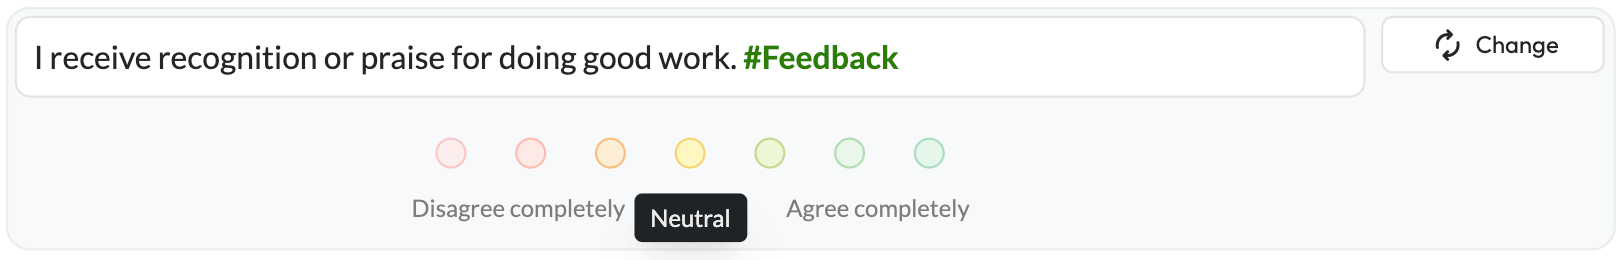 I receive recognition or praise for doing good work. #Feedback
Change
Disagree completely
Neutral
Agree completely